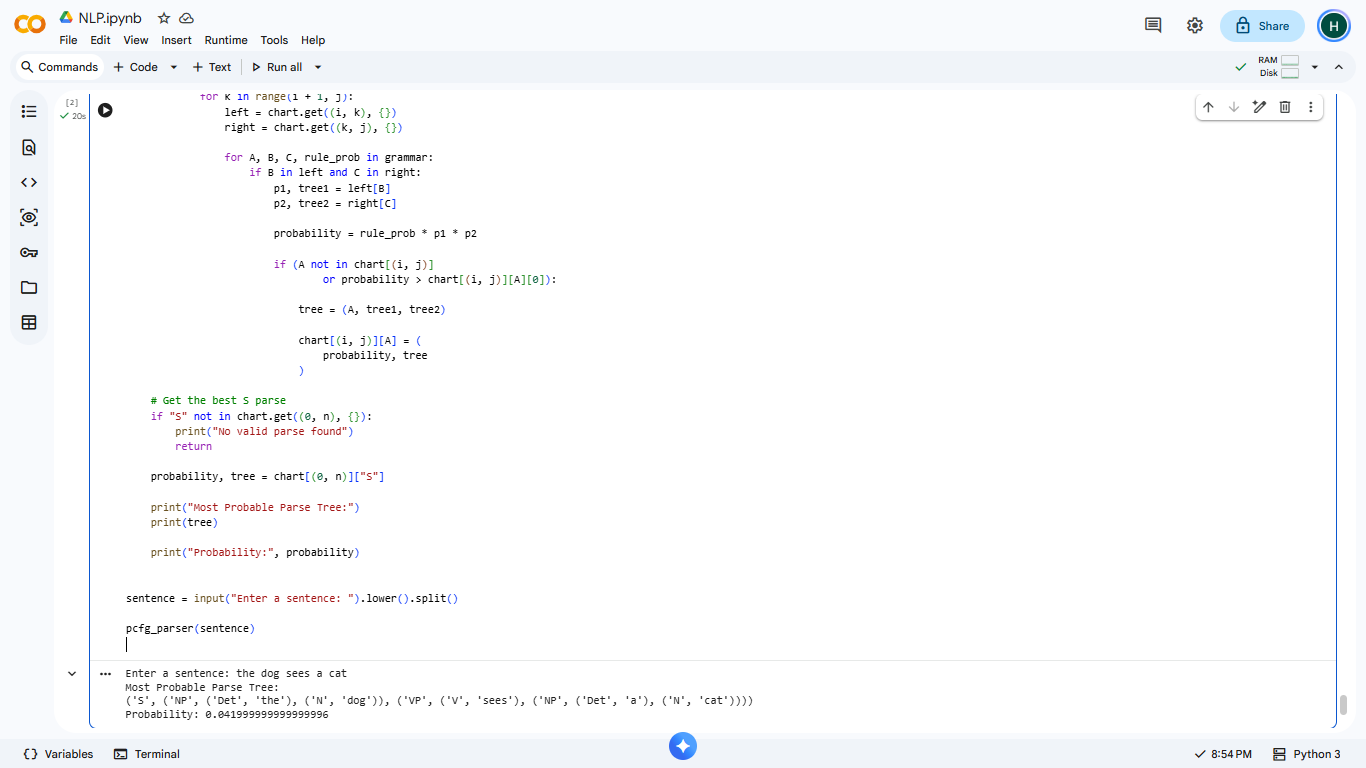 NLP.ipynb
File Edit View Insert Runtime Tools Help
Share
H
Commands + Code + Text Run all
RAM
Disk
[2]
20s
for k in range(i + 1, j):
left = chart.get((i, k), {})
right = chart.get((k, j), {})
for A, B, C, rule_prob in grammar:
if B in left and C in right:
p1, tree1 = left[B]
p2, tree2 = right[C]
probability = rule_prob * p1 * p2
if (A not in chart[(i, j)]
or probability > chart[(i, j)][A][0]):
tree = (A, tree1, tree2)
chart[(i, j)][A] = (
probability, tree
)
# Get the best S parse
if "S" not in chart.get((0, n), {}):
print("No valid parse found")
return
probability, tree = chart[(0, n)]["S"]
print("Most Probable Parse Tree:")
print(tree)
print("Probability:", probability)
sentence = input("Enter a sentence: ").lower().split()
pcfg_parser(sentence)
Enter a sentence: the dog sees a cat
Most Probable Parse Tree:
('S', ('NP', ('Det', 'the'), ('N', 'dog')), ('VP', ('V', 'sees'), ('NP', ('Det', 'a'), ('N', 'cat'))))
Probability: 0.041999999999999996
Variables Terminal
8:54 PM Python 3